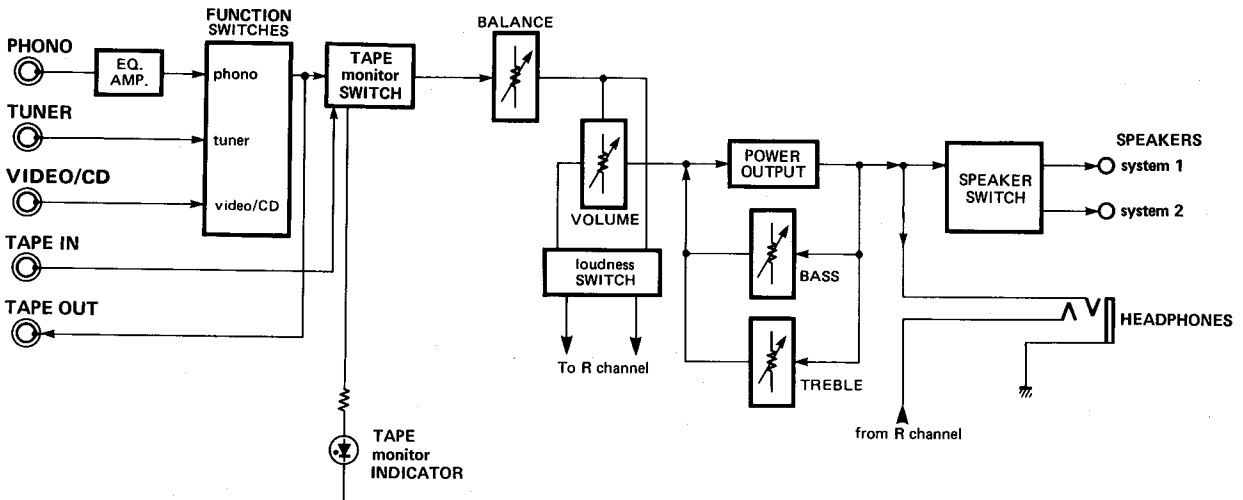 FUNCTION
SWITCHES
BALANCE
PHONO
EQ.
AMP.
phono
TAPE
monitor
SWITCH
TUNER
tuner
VIDEO/CD
video/CD
VOLUME
POWER
OUTPUT
SPEAKER
SWITCH
SPEAKERS
system 1
system 2
TAPE IN
loudness
SWITCH
BASS
TAPE OUT
To R channel
TREBLE
HEADPHONES
from R channel
TAPE
monitor
INDICATOR